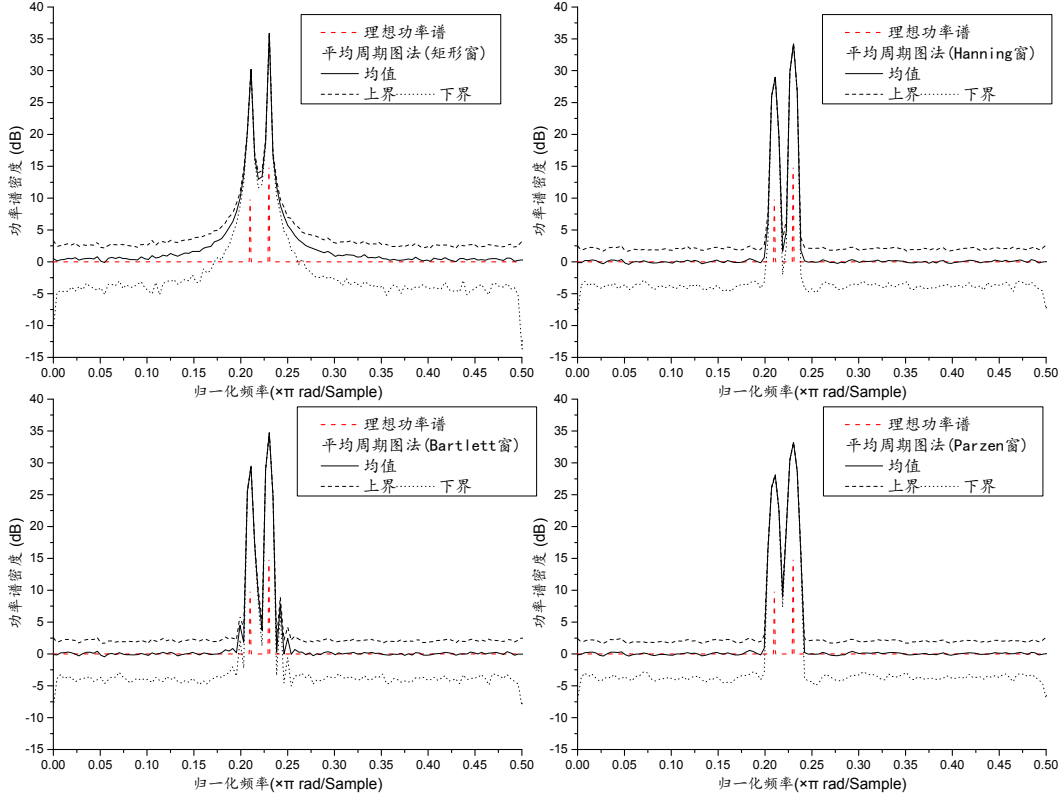 理想功率谱
平均周期图法(矩形窗)
均值
上界 下界
功率谱密度 (dB)
40
35
30
25
20
15
10
5
0
-5
-10
-15
0.00 0.05 0.10 0.15 0.20 0.25 0.30 0.35 0.40 0.45 0.50
归一化频率(×π rad/Sample)
理想功率谱
平均周期图法(Hanning窗)
均值
上界 下界
功率谱密度 (dB)
40
35
30
25
20
15
10
5
0
-5
-10
-15
0.00 0.05 0.10 0.15 0.20 0.25 0.30 0.35 0.40 0.45 0.50
归一化频率(×π rad/Sample)
理想功率谱
平均周期图法(Bartlett窗)
均值
上界 下界
功率谱密度 (dB)
40
35
30
25
20
15
10
5
0
-5
-10
-15
0.00 0.05 0.10 0.15 0.20 0.25 0.30 0.35 0.40 0.45 0.50
归一化频率(×π rad/Sample)
理想功率谱
平均周期图法(Parzen窗)
均值
上界 下界
功率谱密度 (dB)
40
35
30
25
20
15
10
5
0
-5
-10
-15
0.00 0.05 0.10 0.15 0.20 0.25 0.30 0.35 0.40 0.45 0.50
归一化频率(×π rad/Sample)